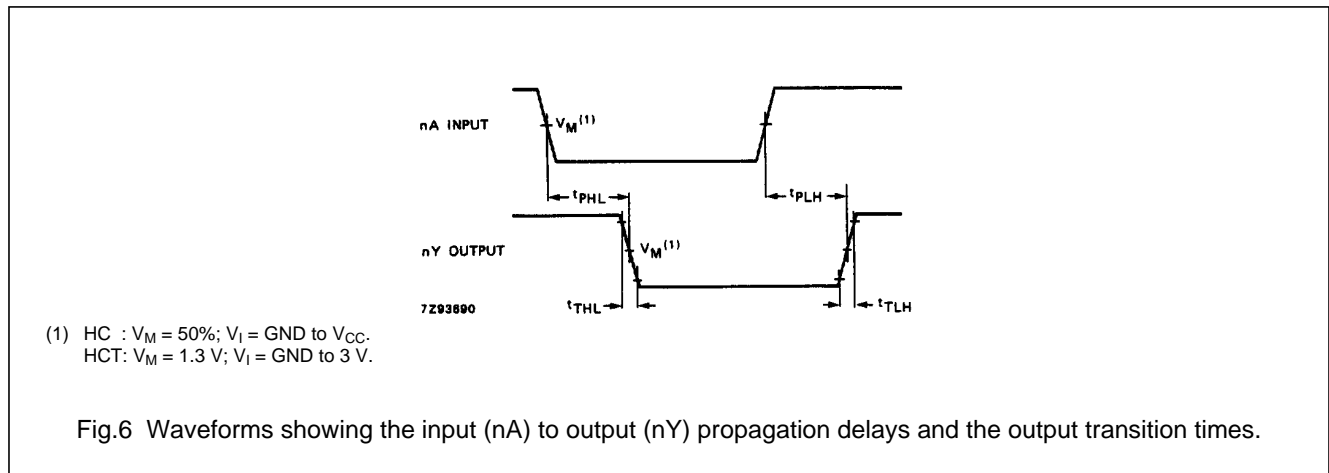 nA INPUT
VM(1)
tPHL
tPLH
nY OUTPUT
VM(1)
7Z93690
tTHL
tTLH
(1) HC : VM = 50%; VI = GND to VCC.
HCT: VM = 1.3 V; VI = GND to 3 V.
Fig.6 Waveforms showing the input (nA) to output (nY) propagation delays and the output transition times.